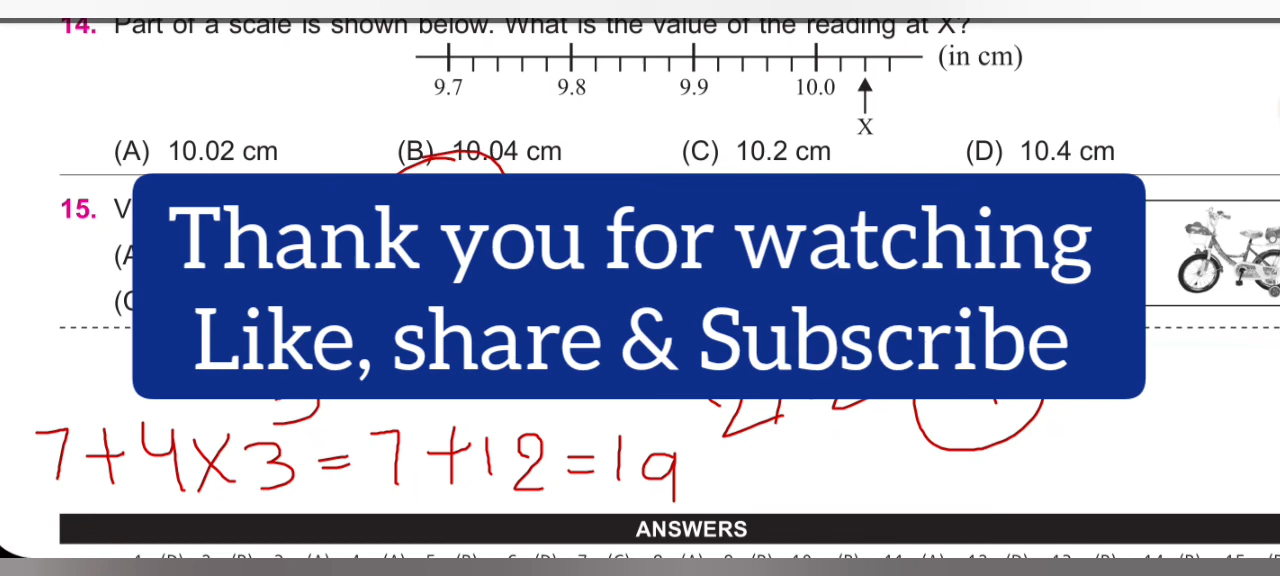 14. Part of a scale is shown below. What is the value of the reading at X?
(in cm)
9.7 9.8 9.9 10.0
X
(A) 10.02 cm (B) 10.04 cm (C) 10.2 cm (D) 10.4 cm
15.
Thank you for watching
Like, share & Subscribe
7+4×3=7+12=19
ANSWERS